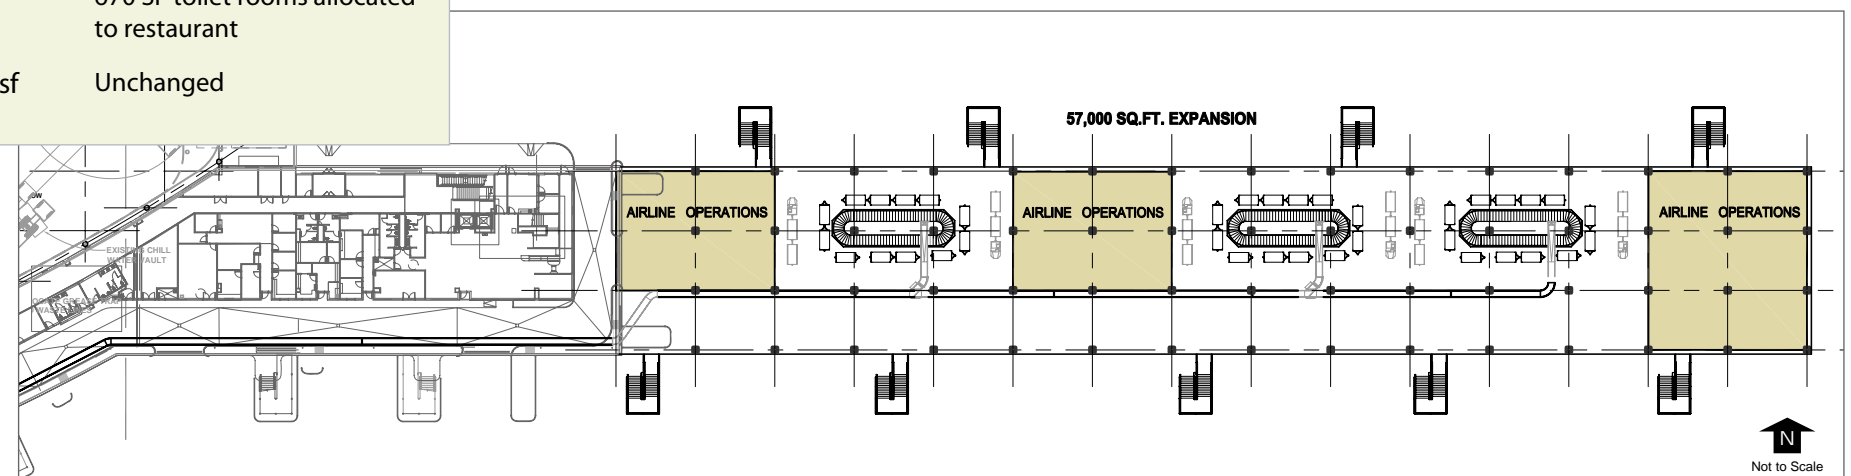 670 SF toilet rooms allocated
to restaurant
sf Unchanged
57,000 SQ.FT. EXPANSION
AIRLINE OPERATIONS
AIRLINE OPERATIONS
AIRLINE OPERATIONS
EXISTING CHILL
WATER VAULT
N
Not to Scale